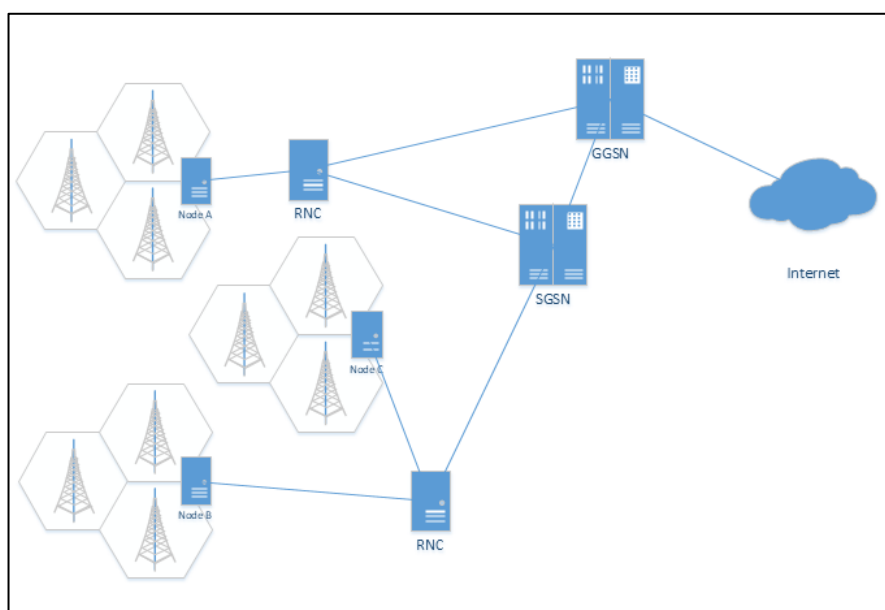 GGSN
Node A
RNC
Internet
SGSN
Node C
Node B
RNC